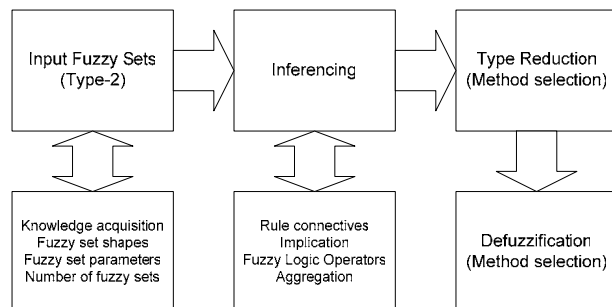 Input Fuzzy Sets
(Type-2)
Inferencing
Type Reduction
(Method selection)
Knowledge acquisition
Fuzzy set shapes
Fuzzy set parameters
Number of fuzzy sets
Rule connectives
Implication
Fuzzy Logic Operators
Aggregation
Defuzzification
(Method selection)